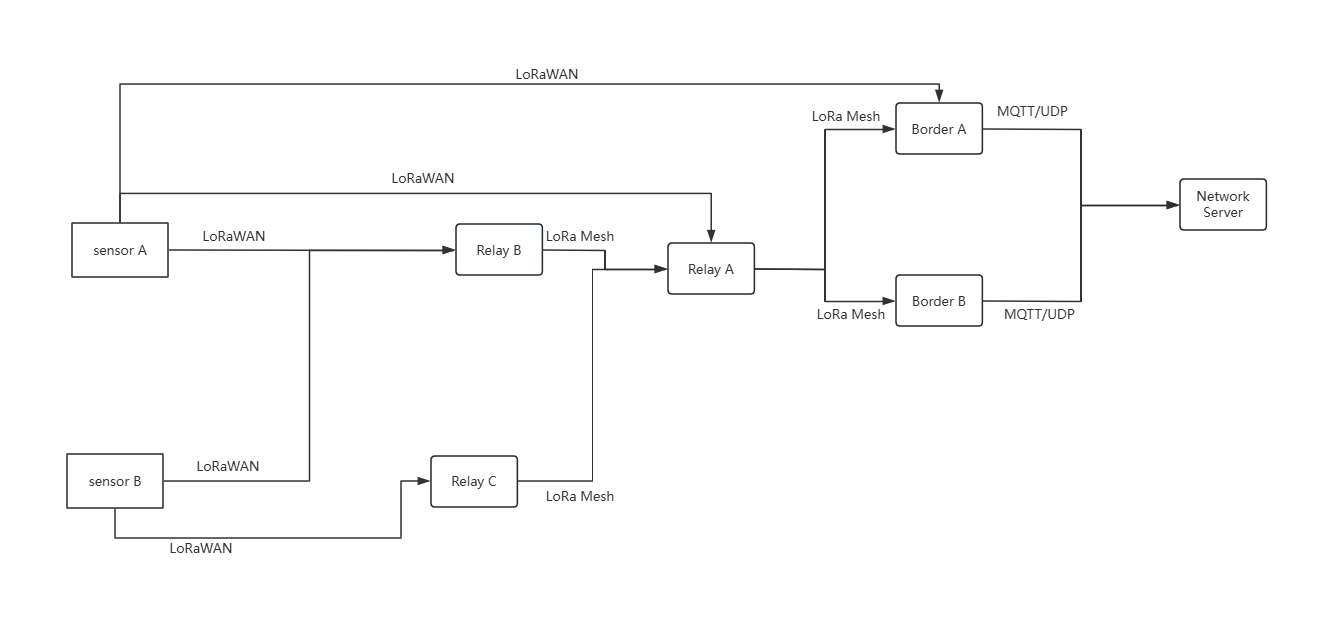 LoRaWAN
MQTT/UDP
LoRa Mesh
Border A
LoRaWAN
Network
Server
LoRaWAN
LoRa Mesh
sensor A
Relay B
Relay A
Border B
LoRa Mesh
MQTT/UDP
LoRaWAN
sensor B
Relay C
LoRa Mesh
LoRaWAN